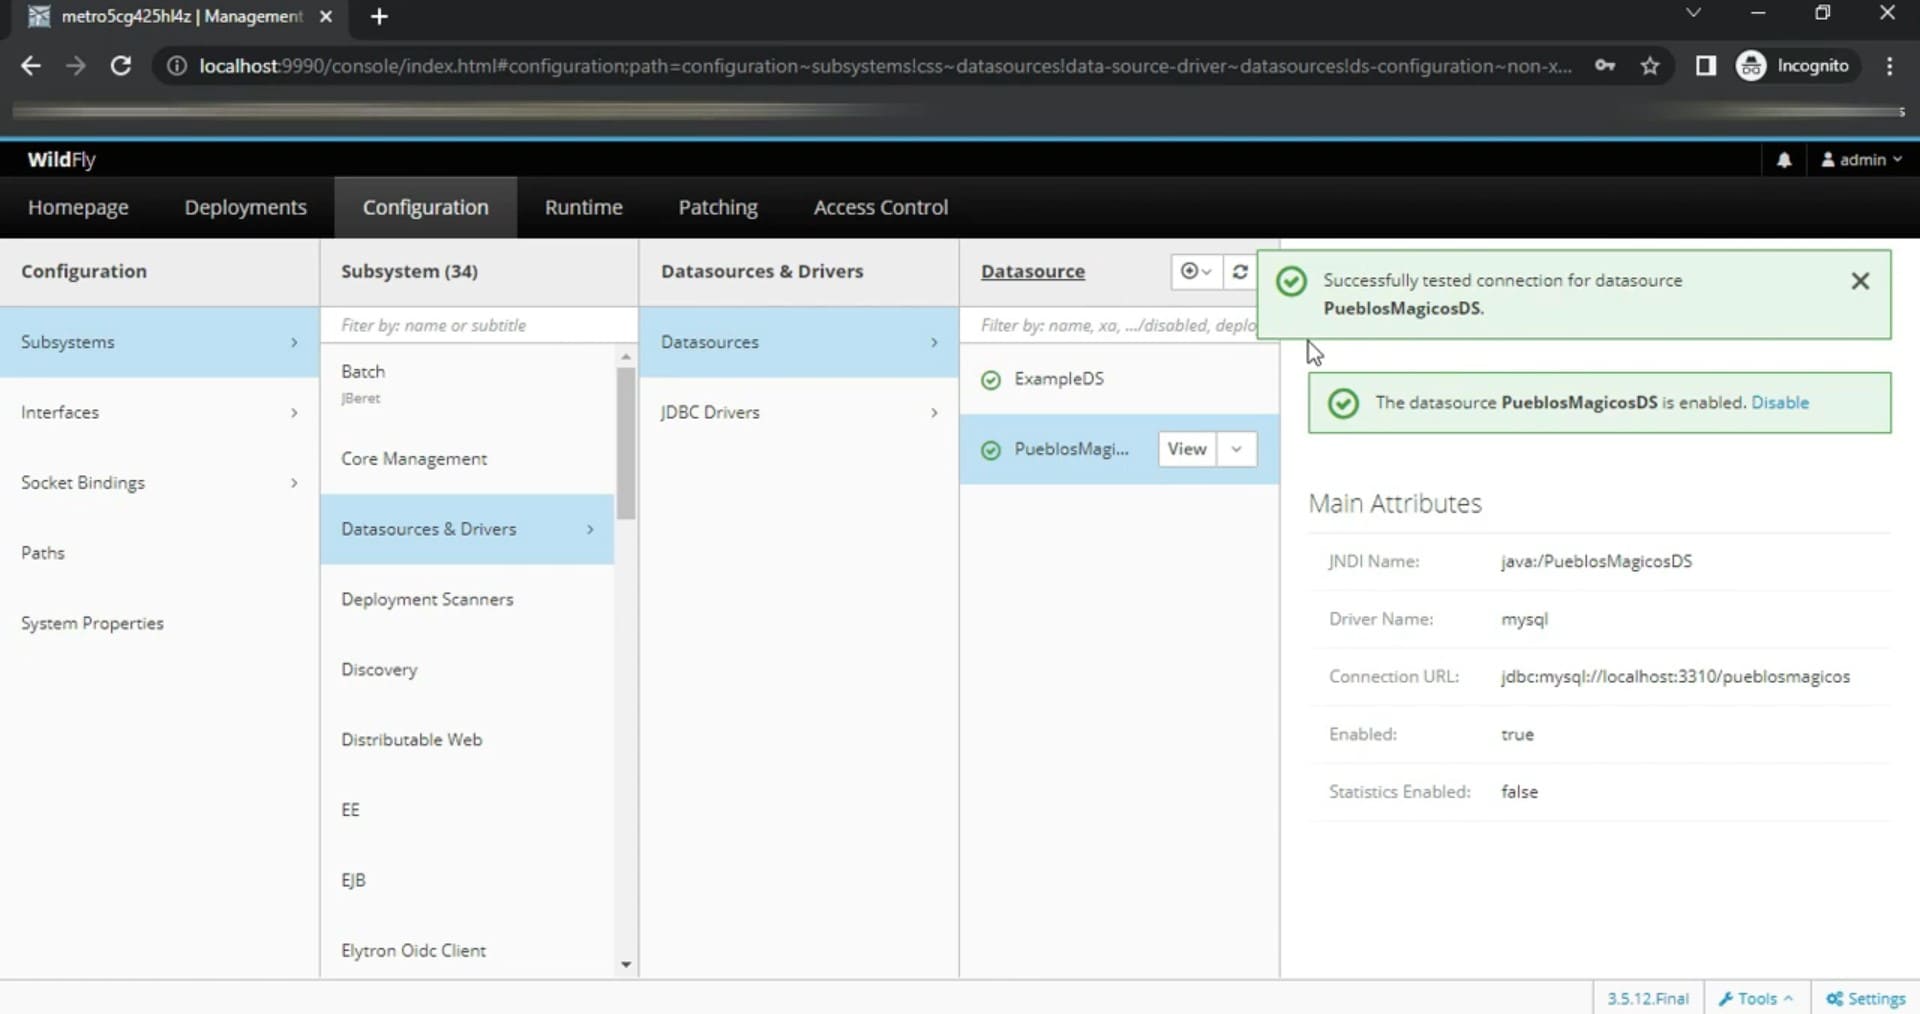 metro5cg425hl4z | Management
localhost:9990/console/index.html#configuration;path=configuration~subsystems!css~datasources!data-source-driver~datasources!ds-configuration~non-x...
Incognito
WildFly
admin
Homepage
Deployments
Configuration
Runtime
Patching
Access Control
Configuration
Subsystems
Interfaces
Socket Bindings
Paths
System Properties
Subsystem (34)
Fiter by: name or subtitle
Batch
JBeret
Core Management
Datasources & Drivers
Deployment Scanners
Discovery
Distributable Web
EE
EJB
Elytron Oidc Client
Datasources & Drivers
Datasources
JDBC Drivers
Datasource
Filter by: name, xa, .../disabled, deplo
ExampleDS
PueblosMagi...
View
Successfully tested connection for datasource
PueblosMagicosDS.
The datasource PueblosMagicosDS is enabled. Disable
Main Attributes
JNDI Name: java:/PueblosMagicosDS
Driver Name: mysql
Connection URL: jdbc:mysql://localhost:3310/pueblosmagicos
Enabled: true
Statistics Enabled: false
3.5.12.Final
Tools
Settings